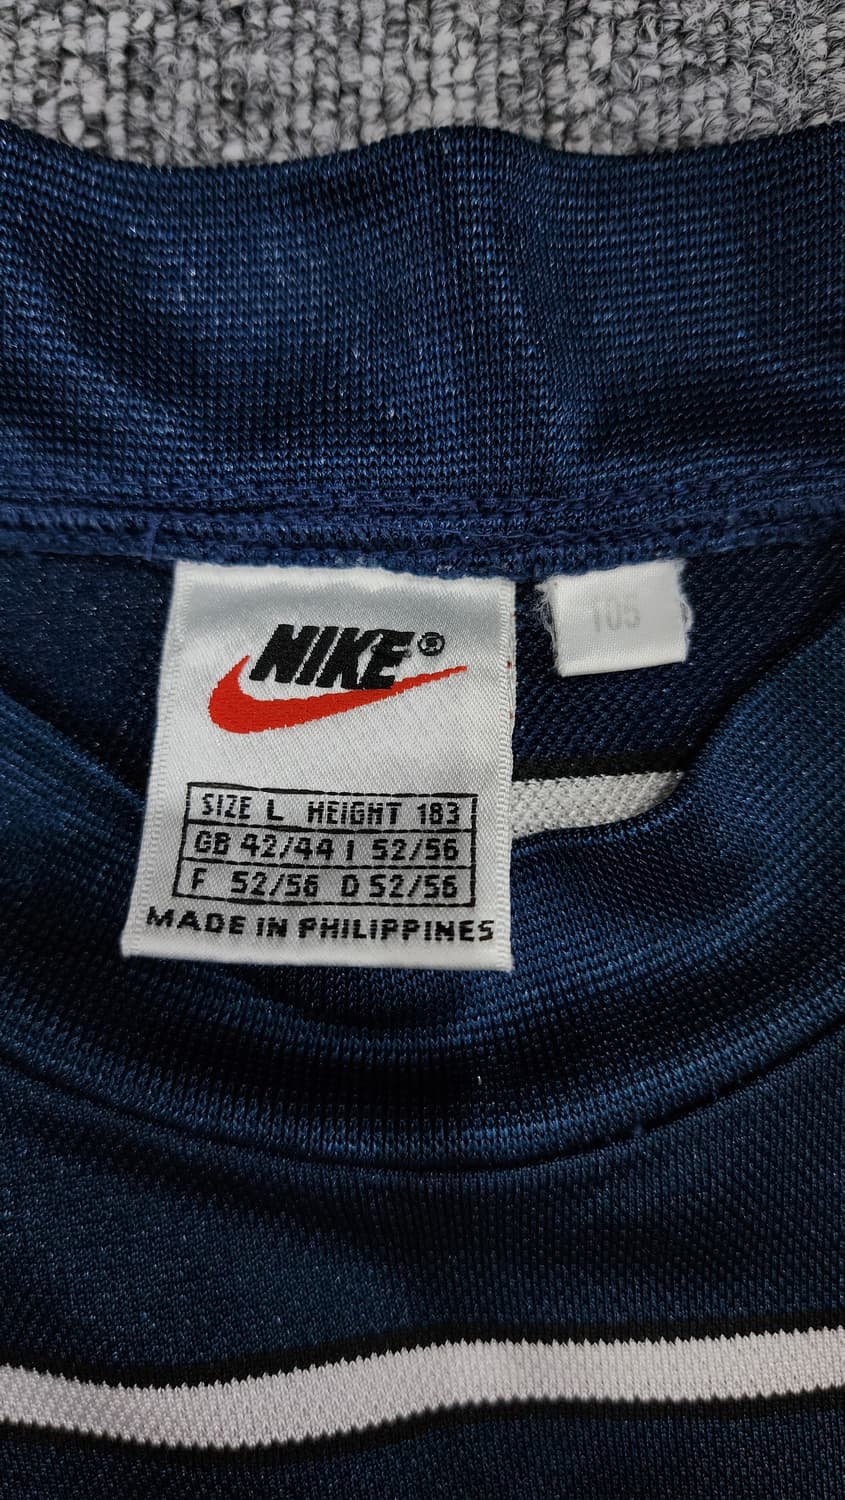 NIKE®
105
SIZE L HEIGHT 183
GB 42/44 I 52/56
F 52/56 D 52/56
MADE IN PHILIPPINES